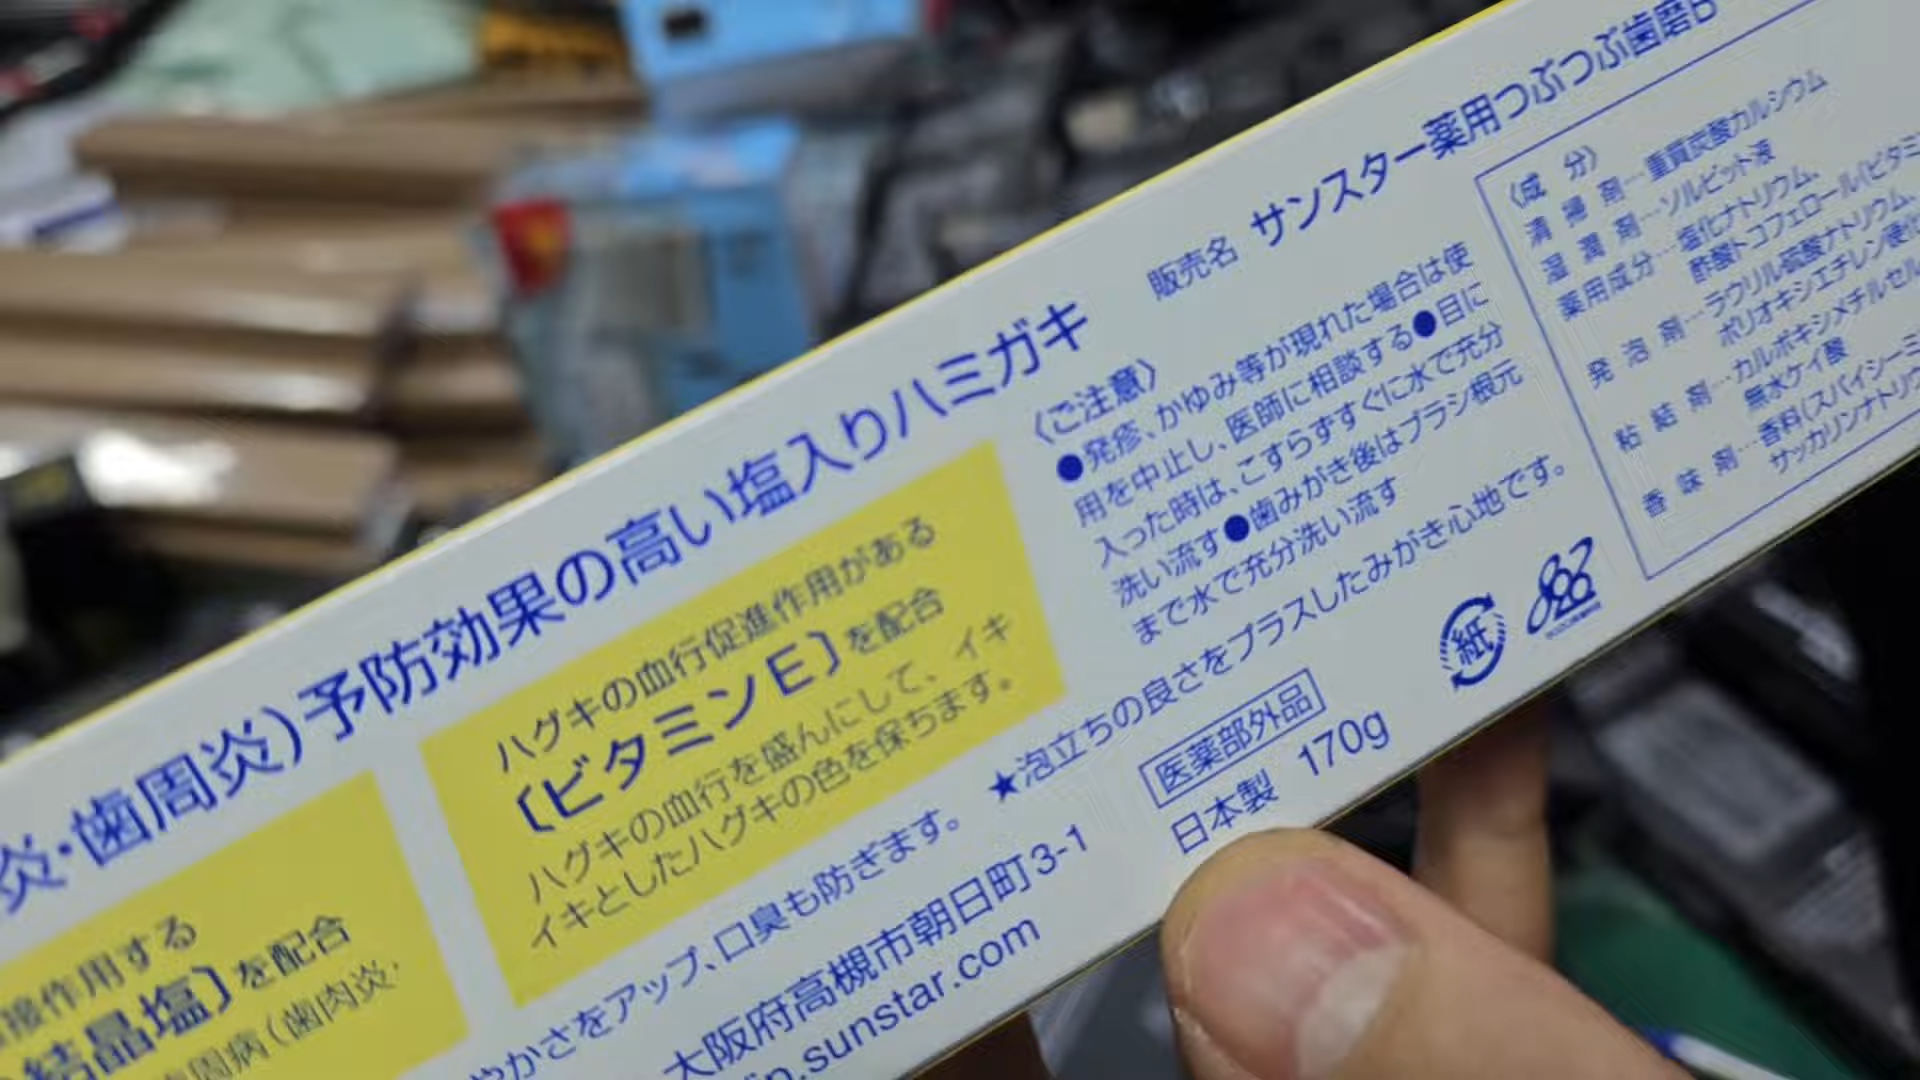 炎・歯周炎)予防効果の高い塩入りハミガキ
接作用する
結晶塩〕を配合
周病(歯肉炎・
ハグキの血行促進作用がある
〔ビタミンE〕を配合
ハグキの血行を盛んにして、イキ
イキとしたハグキの色を保ちます。
やかさをアップ、口臭も防ぎます。 ★泡立ちの良さをプラスしたみがき心地です。
大阪府高槻市朝日町3-1
jp.sunstar.com
販売名 サンスター薬用つぶつぶ歯磨B
〈ご注意〉
●発疹、かゆみ等が現れた場合は使
用を中止し、医師に相談する●目に
入った時は、こすらずすぐに水で充分
洗い流す●歯みがき後はブラシ根元
まで水で充分洗い流す
医薬部外品
日本製 170g
紙
〈成 分〉
清 掃 剤…重質炭酸カルシウム
湿 潤 剤…ソルビット液
薬用成分…塩化ナトリウム、
酢酸トコフェロール(ビタミ
発 泡 剤…ラウリル硫酸ナトリウム、
ポリオキシエチレン硬化
粘 結 剤…カルボキシメチルセル
無水ケイ酸
香 味 剤…香料(スパイシーミ
サッカリンナトリウ